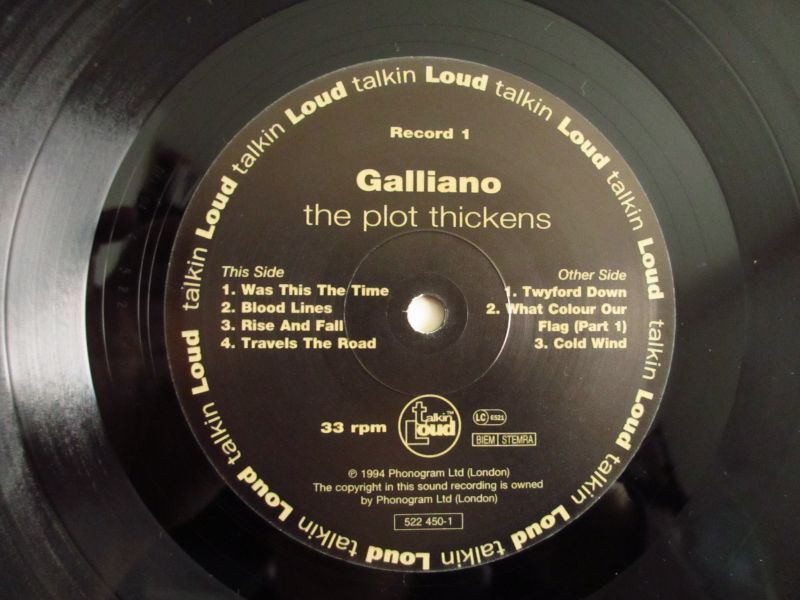 talkin Loud talkin Loud talkin Loud talkin Loud talkin Loud talkin Loud talkin Loud talkin Loud talkin Loud talkin Loud
Record 1
Galliano
the plot thickens
This Side
1. Was This The Time
2. Blood Lines
3. Rise And Fall
4. Travels The Road
Other Side
1. Twyford Down
2. What Colour Our
Flag (Part 1)
3. Cold Wind
33 rpm
talkin Loud™
LC 6521
BIEM STEMRA
℗ 1994 Phonogram Ltd (London)
The copyright in this sound recording is owned
by Phonogram Ltd (London)
522 450-1